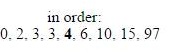 in order:
0, 2, 3, 3, 4, 6, 10, 15, 97